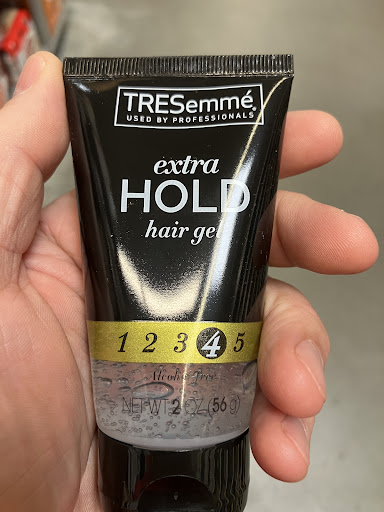 TRESemmé
USED BY PROFESSIONALS
extra
HOLD
hair gel
1 2 3 4 5
Alcohol Free
NET WT 2 OZ (56 g)